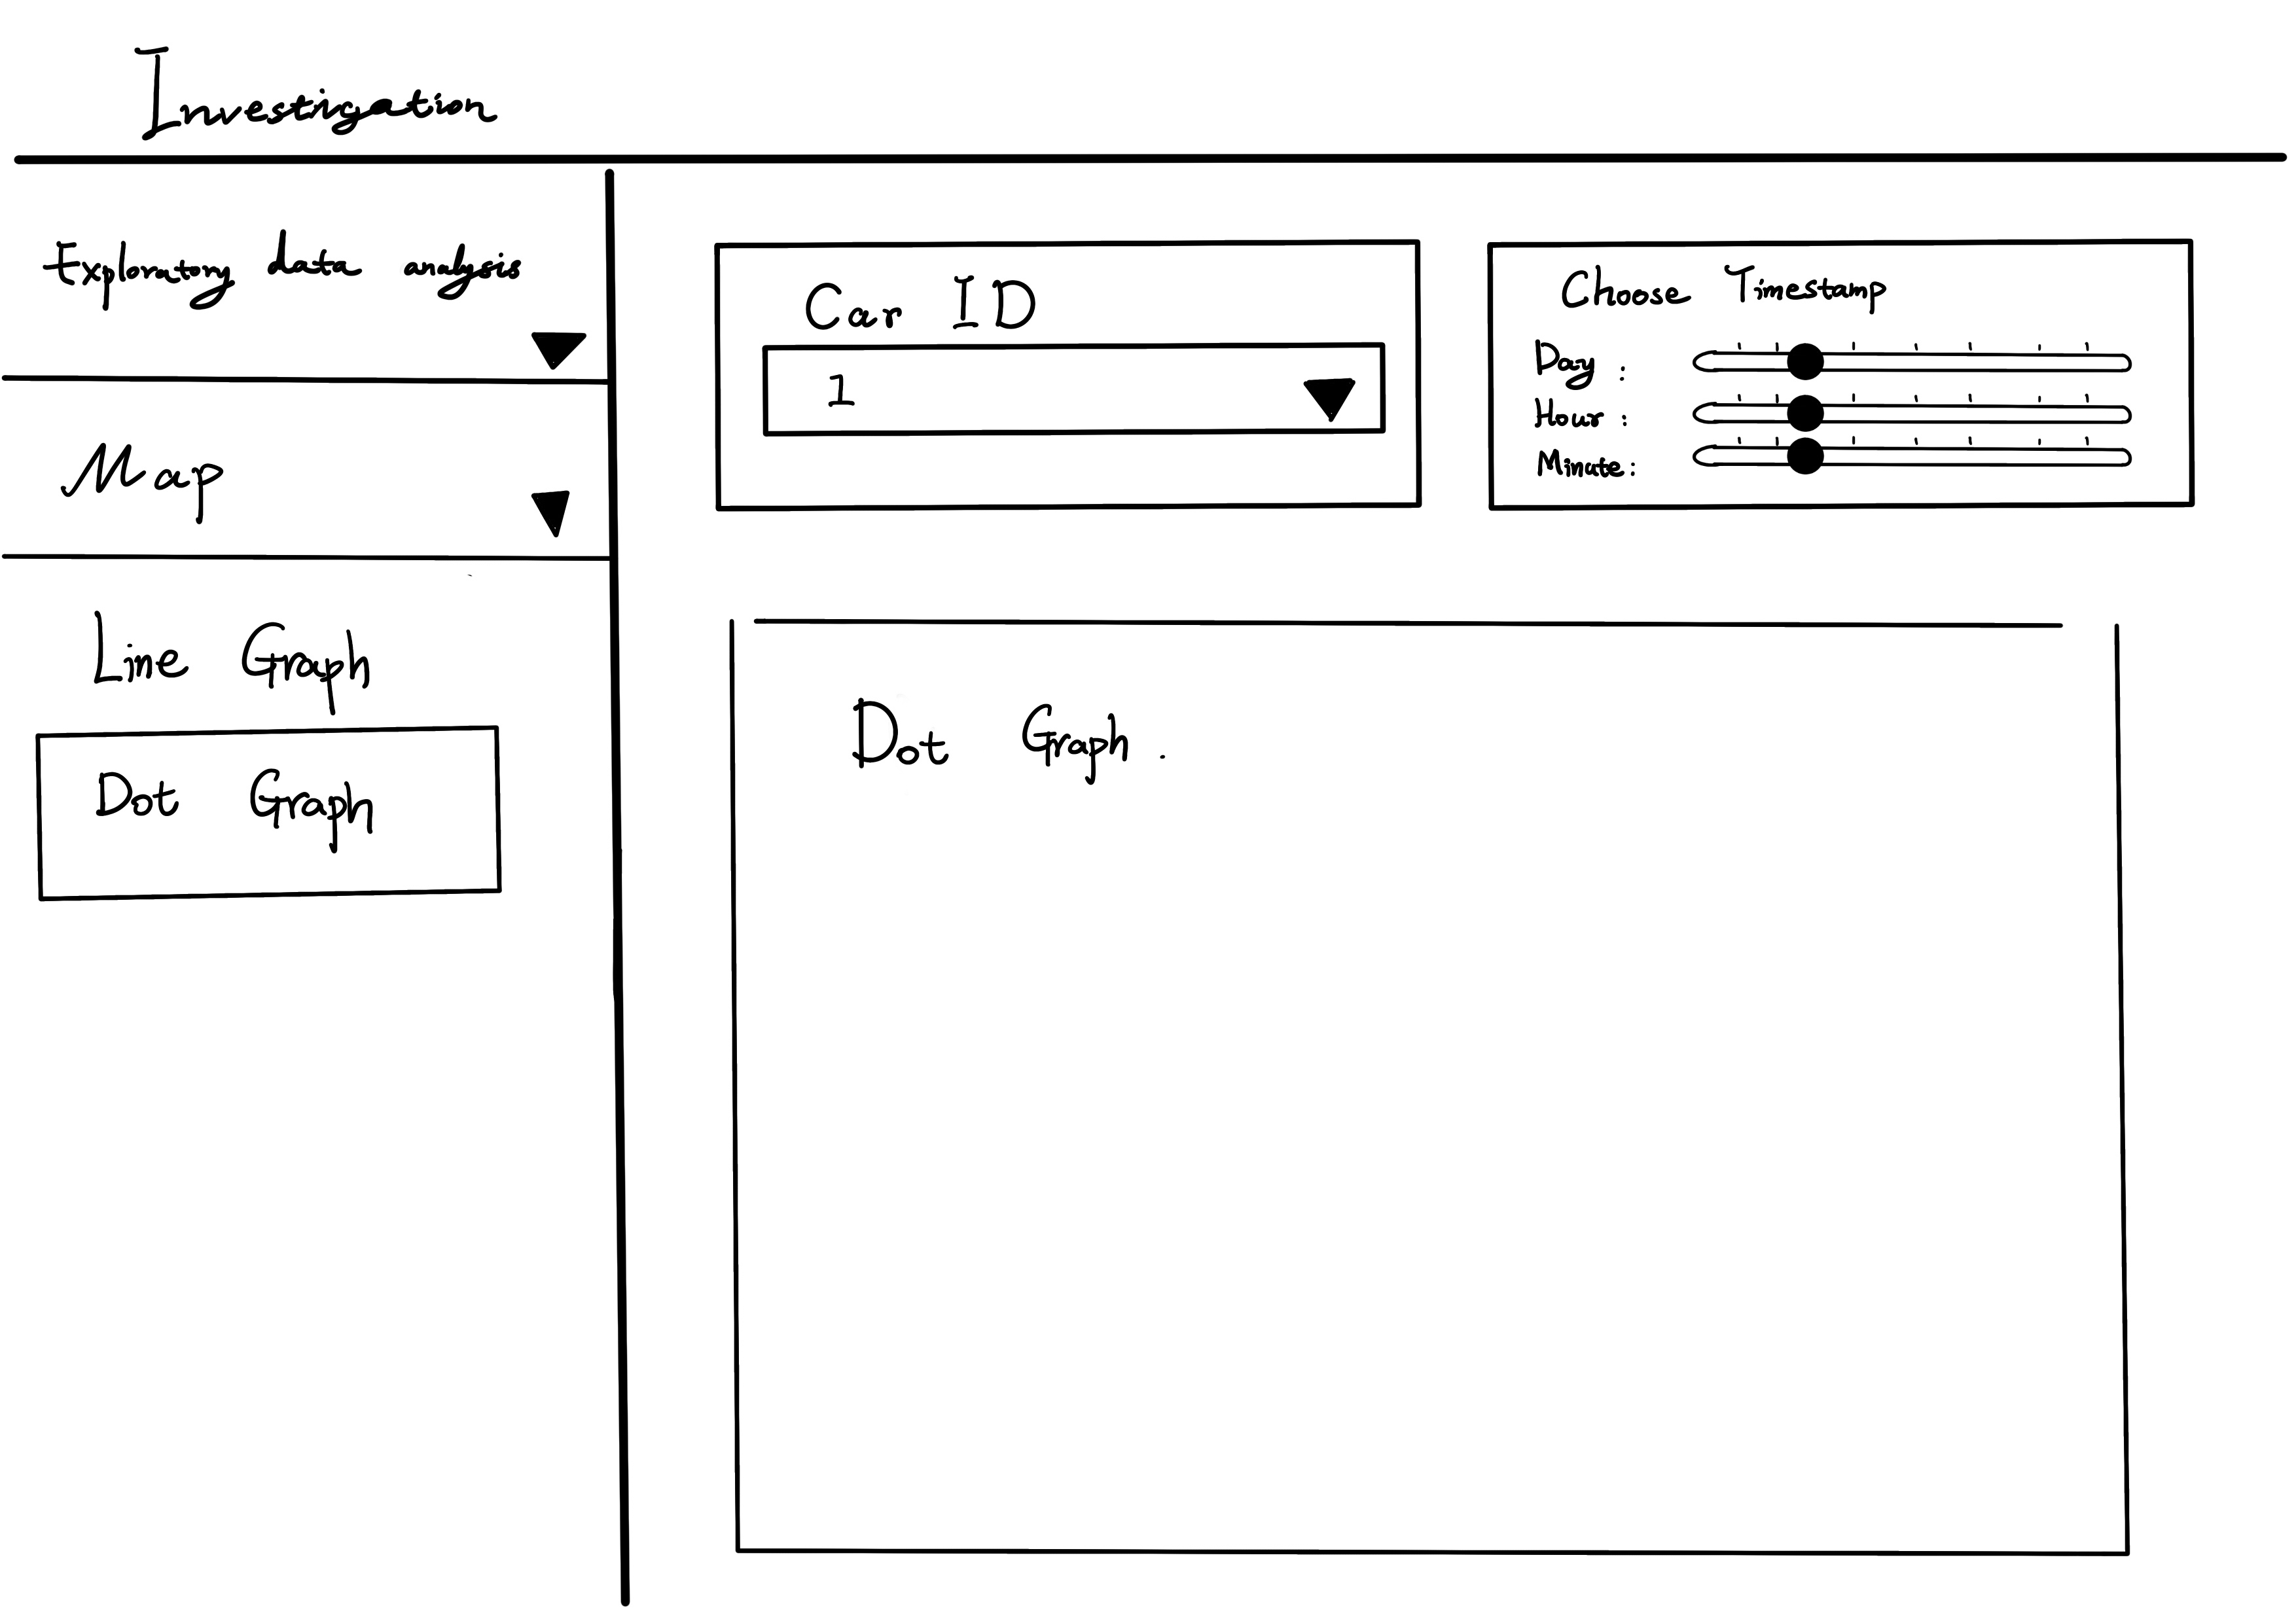 Investigation
Exploratory data analysis
Map
Line Graph
Dot Graph
Car ID
1
Choose Timestamp
Day :
Hour :
Minute :
Dot Graph .